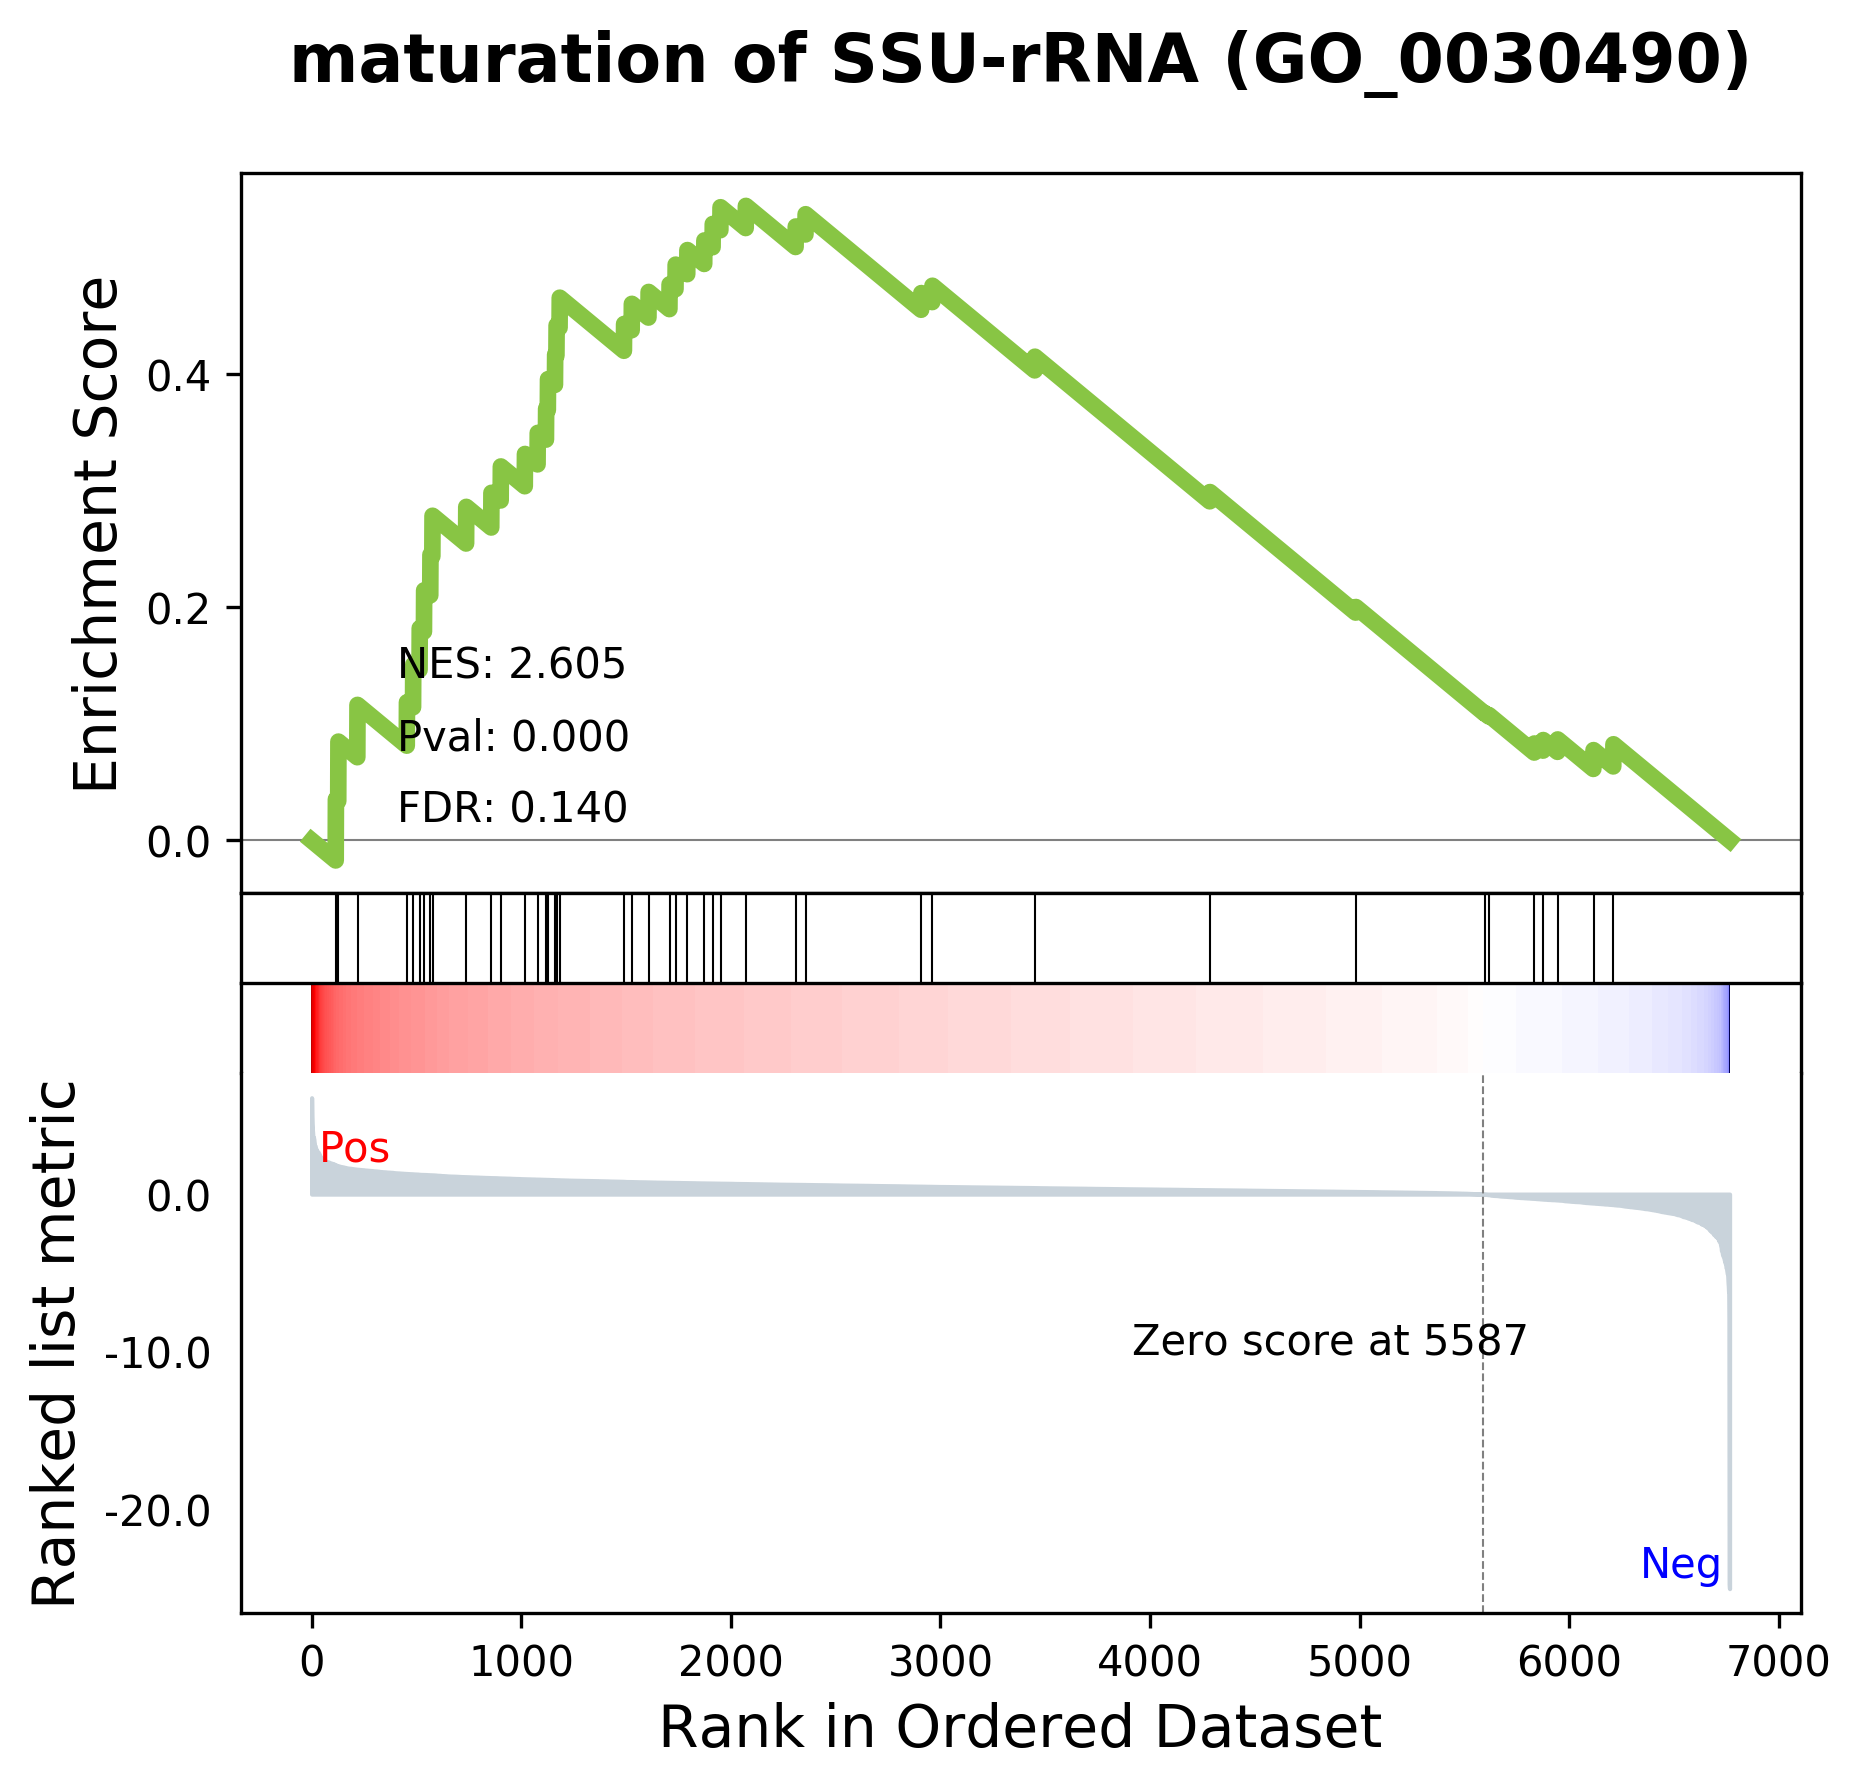 maturation of SSU-rRNA (GO_0030490)
Enrichment Score
0.4
0.2
0.0
NES: 2.605
Pval: 0.000
FDR: 0.140
Ranked list metric
0.0
-10.0
-20.0
Pos
Zero score at 5587
Neg
0 1000 2000 3000 4000 5000 6000 7000
Rank in Ordered Dataset